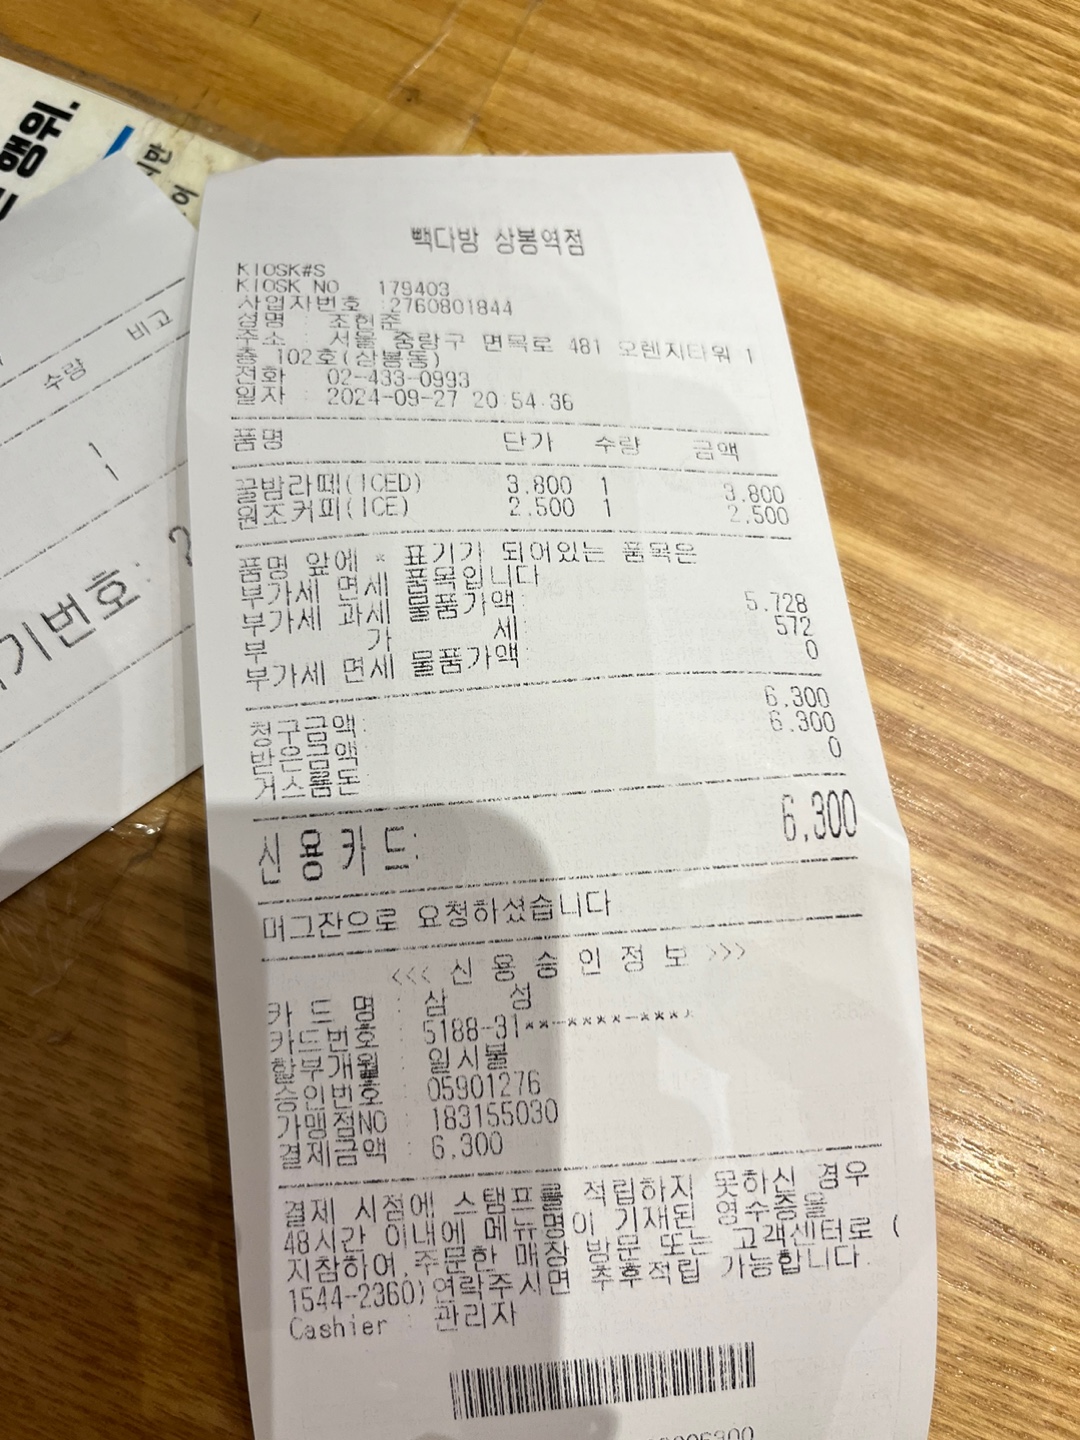 행위.
수량 비고
1
1
기번호: 2
빽다방 상봉역점
KIOSK#S
KIOSK NO 179403
사업자번호 :2760801844
성명 : 조현준
주소 : 서울 중랑구 면목로 481 오렌지타워 1
층 102호(상봉동)
전화 02-433-0993
일자 : 2024-09-27 20:54:36
품명 단가 수량 금액
꿀밤라떼(ICED) 3,800 1 3,800
원조커피(ICE) 2,500 1 2,500
품명 앞에 * 표기기 되어있는 품목은
부가세 면세 품목입니다
부가세 과세 물품가액: 5,728
부 가 세: 572
부가세 면세 물품가액: 0
청구금액: 6,300
받은금액: 6,300
거스름돈: 0
신용카드: 6,300
머그잔으로 요청하셨습니다
<<< 신 용 승 인 정 보 >>>
카 드 명 : 삼 성
카드번호 : 5188-31**-****-***
할부개월 : 일시불
승인번호 : 05901276
가맹점NO : 183155030
결제금액 : 6,300
결제 시점에 스탬프를 적립하지 못하신 경우
48시간 이내에 메뉴명이 기재된 영수증을
지참하여, 주문한 매장 방문 또는 고객센터로 (
1544-2360)연락주시면 추후적립 가능합니다.
Cashier : 관리자